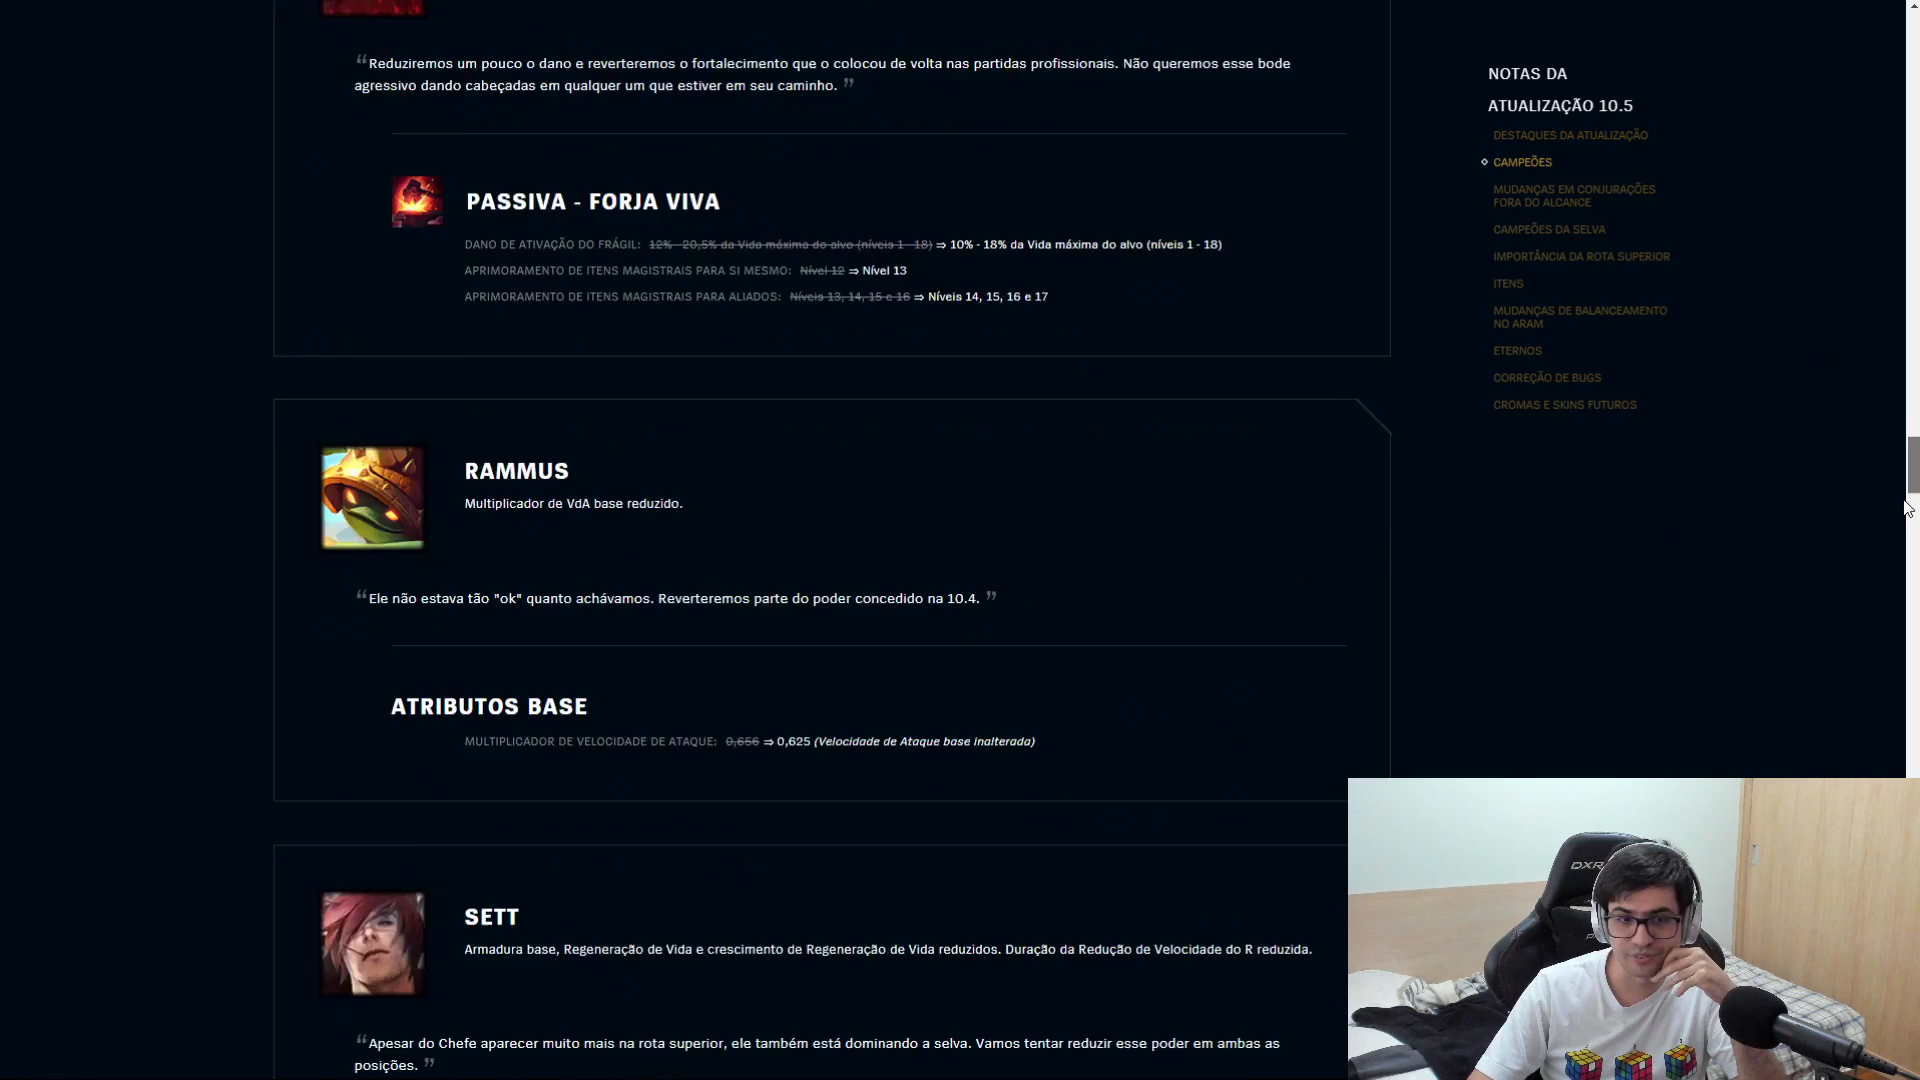 “Reduziremos um pouco o dano e reverteremos o fortalecimento que o colocou de volta nas partidas profissionais. Não queremos esse bode
agressivo dando cabeçadas em qualquer um que estiver em seu caminho. ”
PASSIVA - FORJA VIVA
DANO DE ATIVAÇÃO DO FRÁGIL: 12% - 20,5% da Vida máxima do alvo (níveis 1 - 18) ⇒ 10% - 18% da Vida máxima do alvo (níveis 1 - 18)
APRIMORAMENTO DE ITENS MAGISTRAIS PARA SI MESMO: Nível 12 ⇒ Nível 13
APRIMORAMENTO DE ITENS MAGISTRAIS PARA ALIADOS: Níveis 13, 14, 15 e 16 ⇒ Níveis 14, 15, 16 e 17
RAMMUS
Multiplicador de VdA base reduzido.
“Ele não estava tão "ok" quanto achávamos. Reverteremos parte do poder concedido na 10.4. ”
ATRIBUTOS BASE
MULTIPLICADOR DE VELOCIDADE DE ATAQUE: 0,656 ⇒ 0,625 (Velocidade de Ataque base inalterada)
SETT
Armadura base, Regeneração de Vida e crescimento de Regeneração de Vida reduzidos. Duração da Redução de Velocidade do R reduzida.
“Apesar do Chefe aparecer muito mais na rota superior, ele também está dominando a selva. Vamos tentar reduzir esse poder em ambas as
posições. ”
NOTAS DA
ATUALIZAÇÃO 10.5
DESTAQUES DA ATUALIZAÇÃO
CAMPEÕES
MUDANÇAS EM CONJURAÇÕES
FORA DO ALCANCE
CAMPEÕES DA SELVA
IMPORTÂNCIA DA ROTA SUPERIOR
ITENS
MUDANÇAS DE BALANCEAMENTO
NO ARAM
ETERNOS
CORREÇÃO DE BUGS
CROMAS E SKINS FUTUROS